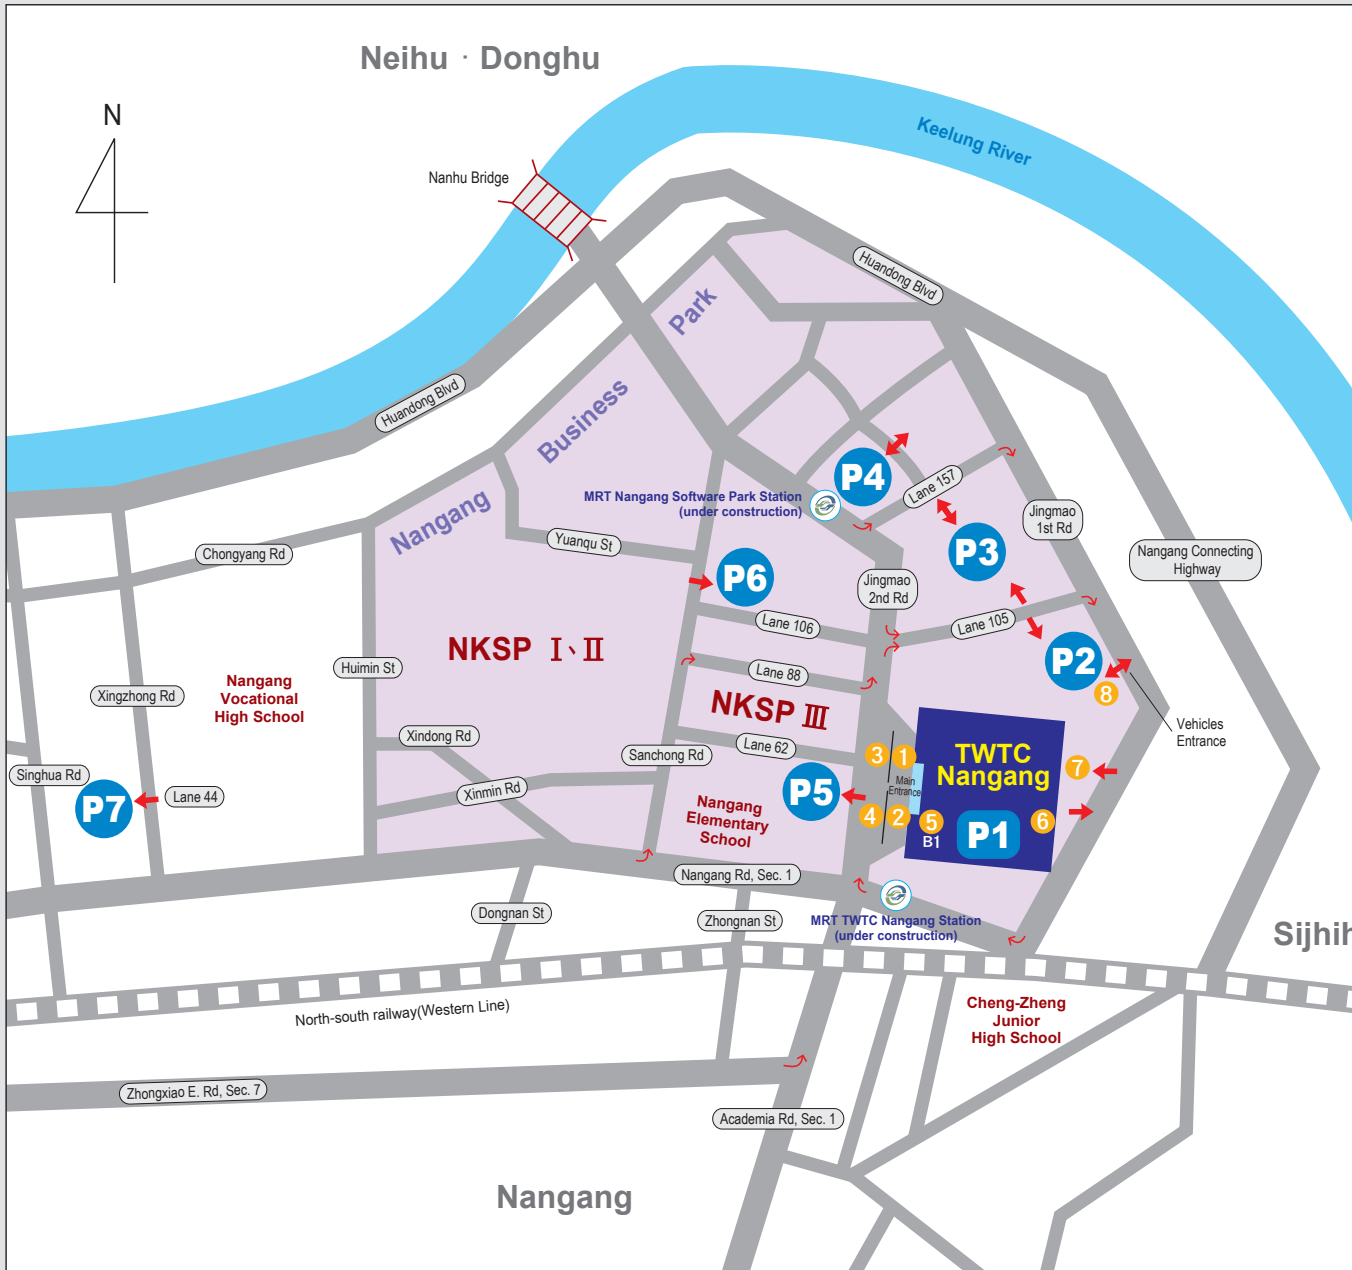 Neihu · Donghu
N
Keelung River
Nanhu Bridge
Huandong Blvd
Park
Huandong Blvd
Business
MRT Nangang Software Park Station
(under construction)
P4
Lane 157
Jingmao
1st Rd
Nangang
Yuanqu St
Chongyang Rd
P6
P3
Nangang Connecting
Highway
Jingmao
2nd Rd
Lane 106
Lane 105
NKSP I、II
Huimin St
P2
8
Lane 88
Nangang
Vocational
High School
Xingzhong Rd
NKSP III
Vehicles
Entrance
Xindong Rd
Lane 62
Sanchong Rd
3
1
TWTC
Nangang
7
Singhua Rd
P7
Lane 44
Xinmin Rd
P5
Main
Entrance
Nangang
Elementary
School
4
2
5
B1
P1
6
Nangang Rd, Sec. 1
Dongnan St
Zhongnan St
MRT TWTC Nangang Station
(under construction)
Sijhih
North-south railway(Western Line)
Cheng-Zheng
Junior
High School
Zhongxiao E. Rd, Sec. 7
Academia Rd, Sec. 1
Nangang